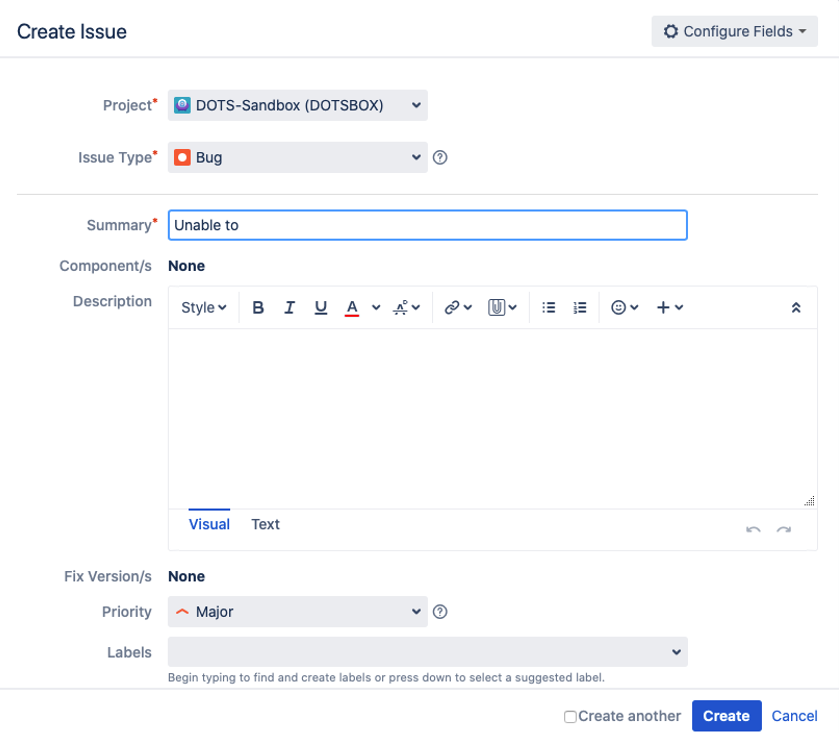 Create Issue
Configure Fields
Project*
DOTS-Sandbox (DOTSBOX)
Issue Type*
Bug
Summary*
Unable to
Component/s
None
Description
Style B I U A
Visual Text
Fix Version/s
None
Priority
Major
Labels
Begin typing to find and create labels or press down to select a suggested label.
Create another
Create
Cancel